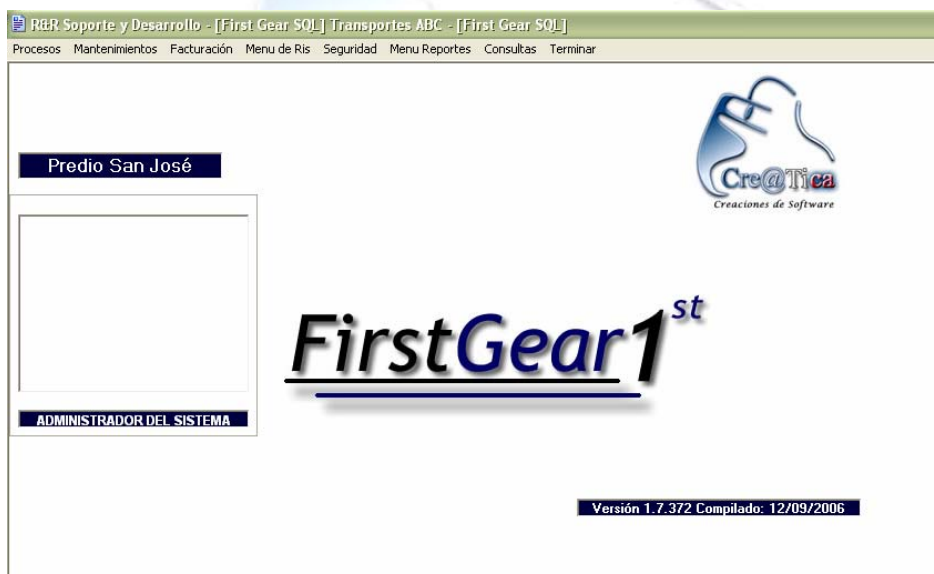 R&R Soporte y Desarrollo - [First Gear SQL] Transportes ABC - [First Gear SQL]
Procesos Mantenimientos Facturación Menu de Ris Seguridad Menu Reportes Consultas Terminar
Cre@Tica
Creaciones de Software
Predio San José
FirstGear1st
ADMINISTRADOR DEL SISTEMA
Versión 1.7.372 Compilado: 12/09/2006